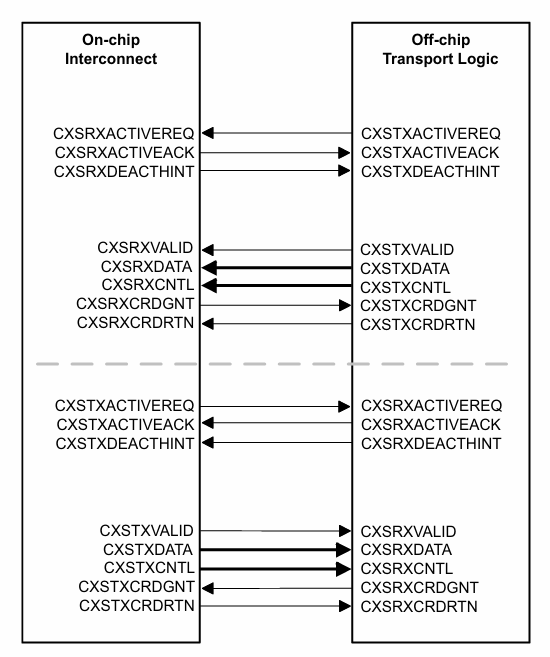 On-chip
Interconnect
Off-chip
Transport Logic
CXSRXACTIVEREQ CXSTXACTIVEREQ
CXSRXACTIVEACK CXSTXACTIVEACK
CXSRXDEACTHINT CXSTXDEACTHINT
CXSRXVALID CXSTXVALID
CXSRXDATA CXSTXDATA
CXSRXCNTL CXSTXCNTL
CXSRXCRDGNT CXSTXCRDGNT
CXSRXCRDRTN CXSTXCRDRTN
CXSTXACTIVEREQ CXSRXACTIVEREQ
CXSTXACTIVEACK CXSRXACTIVEACK
CXSTXDEACTHINT CXSRXDEACTHINT
CXSTXVALID CXSRXVALID
CXSTXDATA CXSRXDATA
CXSTXCNTL CXSRXCNTL
CXSTXCRDGNT CXSRXCRDGNT
CXSTXCRDRTN CXSRXCRDRTN